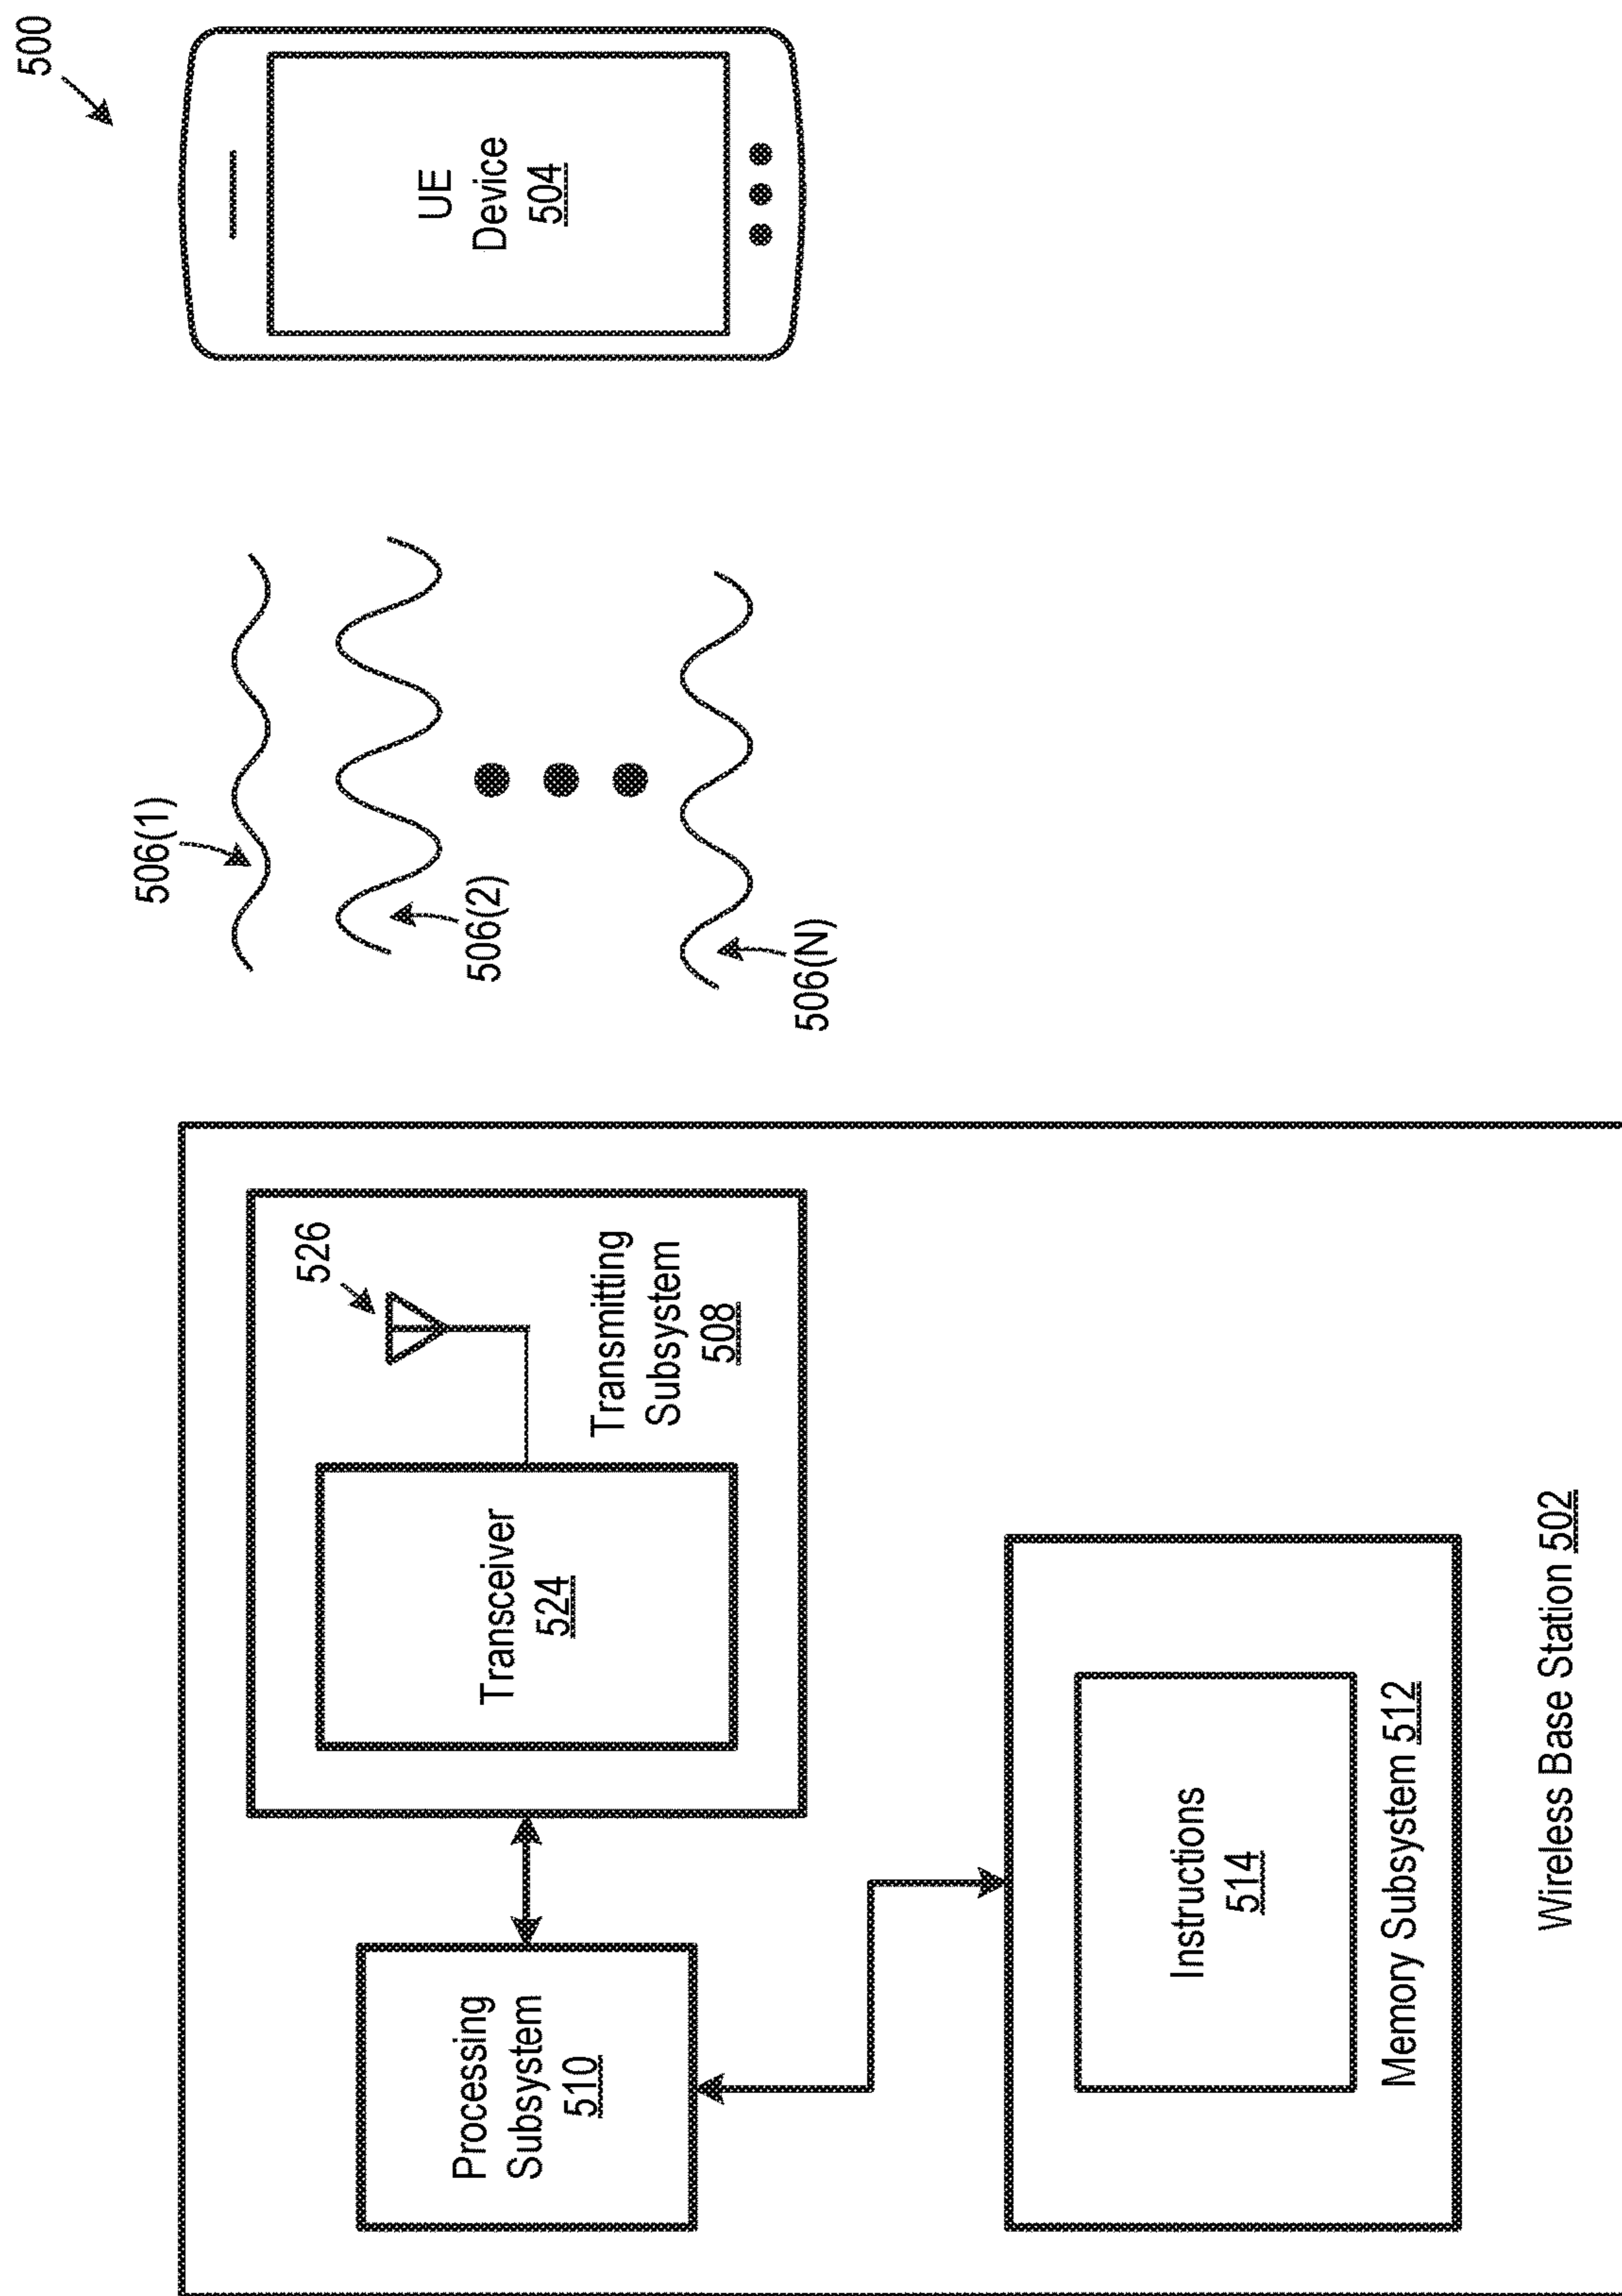 500
506(1)
526
UE
Device
504
506(2)
506(N)
Transceiver
524
Transmitting
Subsystem
508
Processing
Subsystem
510
Instructions
514
Memory Subsystem 512
Wireless Base Station 502